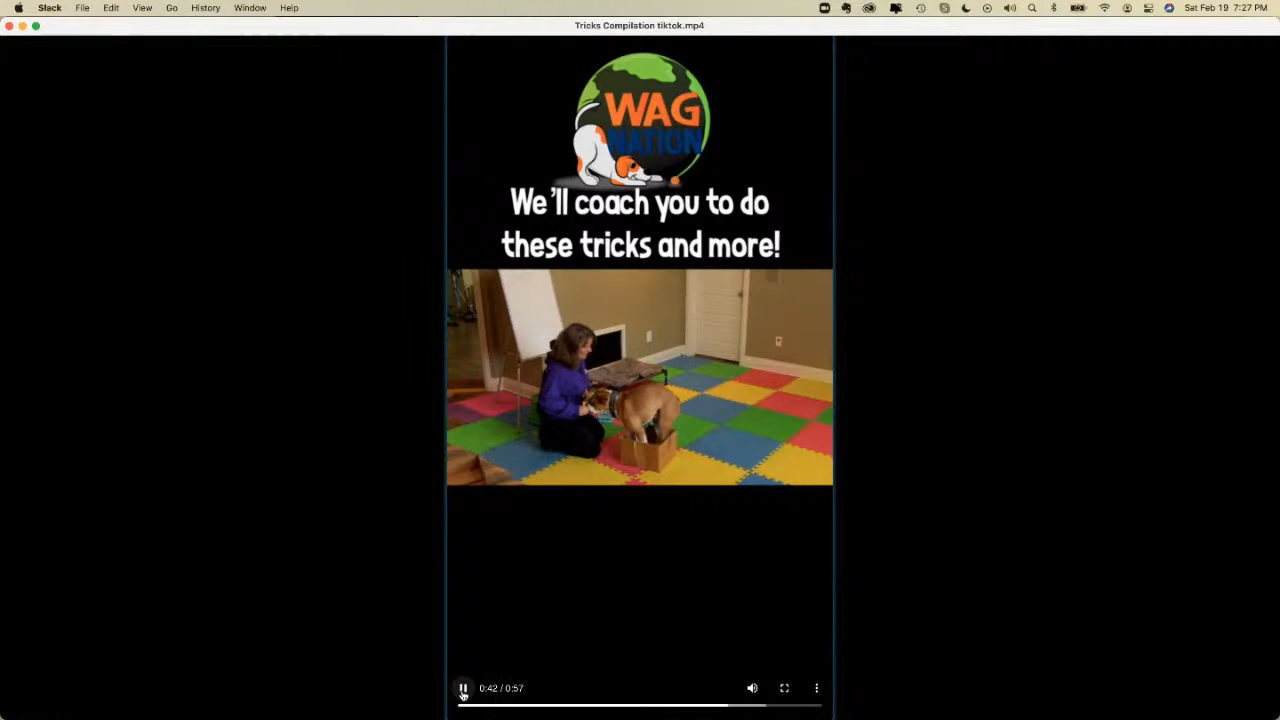 Slack File Edit View Go History Window Help
Sat Feb 19 7:27 PM
Tricks Compilation tiktok.mp4
WAG
NATION
We'll coach you to do
these tricks and more!
0:42 / 0:57